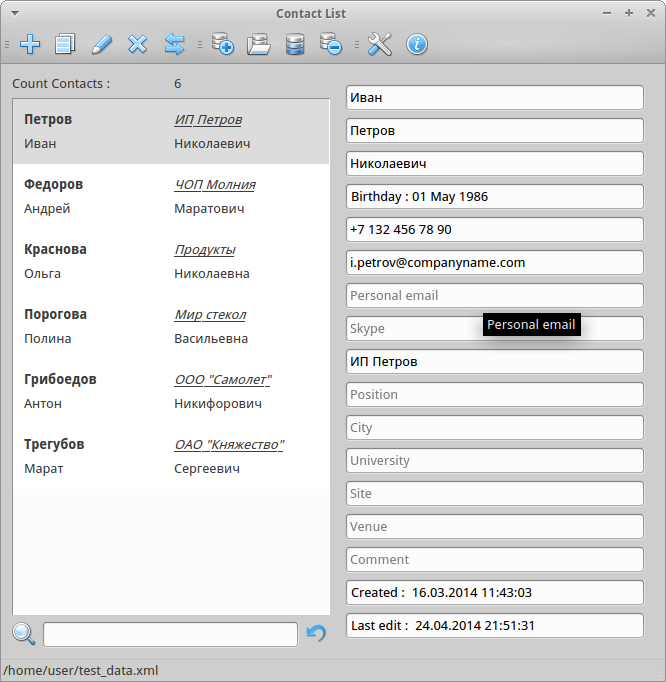 Contact List
Count Contacts : 6
Петров ИП Петров
Иван Николаевич
Федоров ЧОП Молния
Андрей Маратович
Краснова Продукты
Ольга Николаевна
Порогова Мир стекол
Полина Васильевна
Грибоедов ООО "Самолет"
Антон Никифорович
Трегубов ОАО "Княжество"
Марат Сергеевич
Иван
Петров
Николаевич
Birthday : 01 May 1986
+7 132 456 78 90
i.petrov@companyname.com
Personal email
Personal email
Skype
ИП Петров
Position
City
University
Site
Venue
Comment
Created : 16.03.2014 11:43:03
Last edit : 24.04.2014 21:51:31
/home/user/test_data.xml